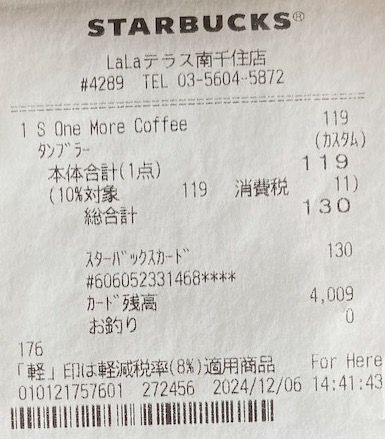 STARBUCKS®
LaLaテラス南千住店
#4289 TEL 03-5604-5872
1 S One More Coffee 119
ﾀﾝﾌﾞﾗｰ (ｶｽﾀﾑ)
本体合計(1点) 119
(10%対象 119 消費税 11)
総合計 130
ｽﾀｰﾊﾞｯｸｽｶｰﾄﾞ 130
#606052331468****
ｶｰﾄﾞ残高 4,009
お釣り 0
176
「軽」印は軽減税率(8%)適用商品 For Here
010121757601 272456 2024/12/06 14:41:43